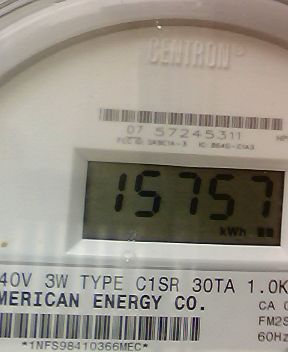 CENTRON®
07 57245311
15757
kWh
40V 3W TYPE C1SR 30TA 1.0K
MERICAN ENERGY CO.
CA
FM2S
60Hz
*1NFS98410366MEC*